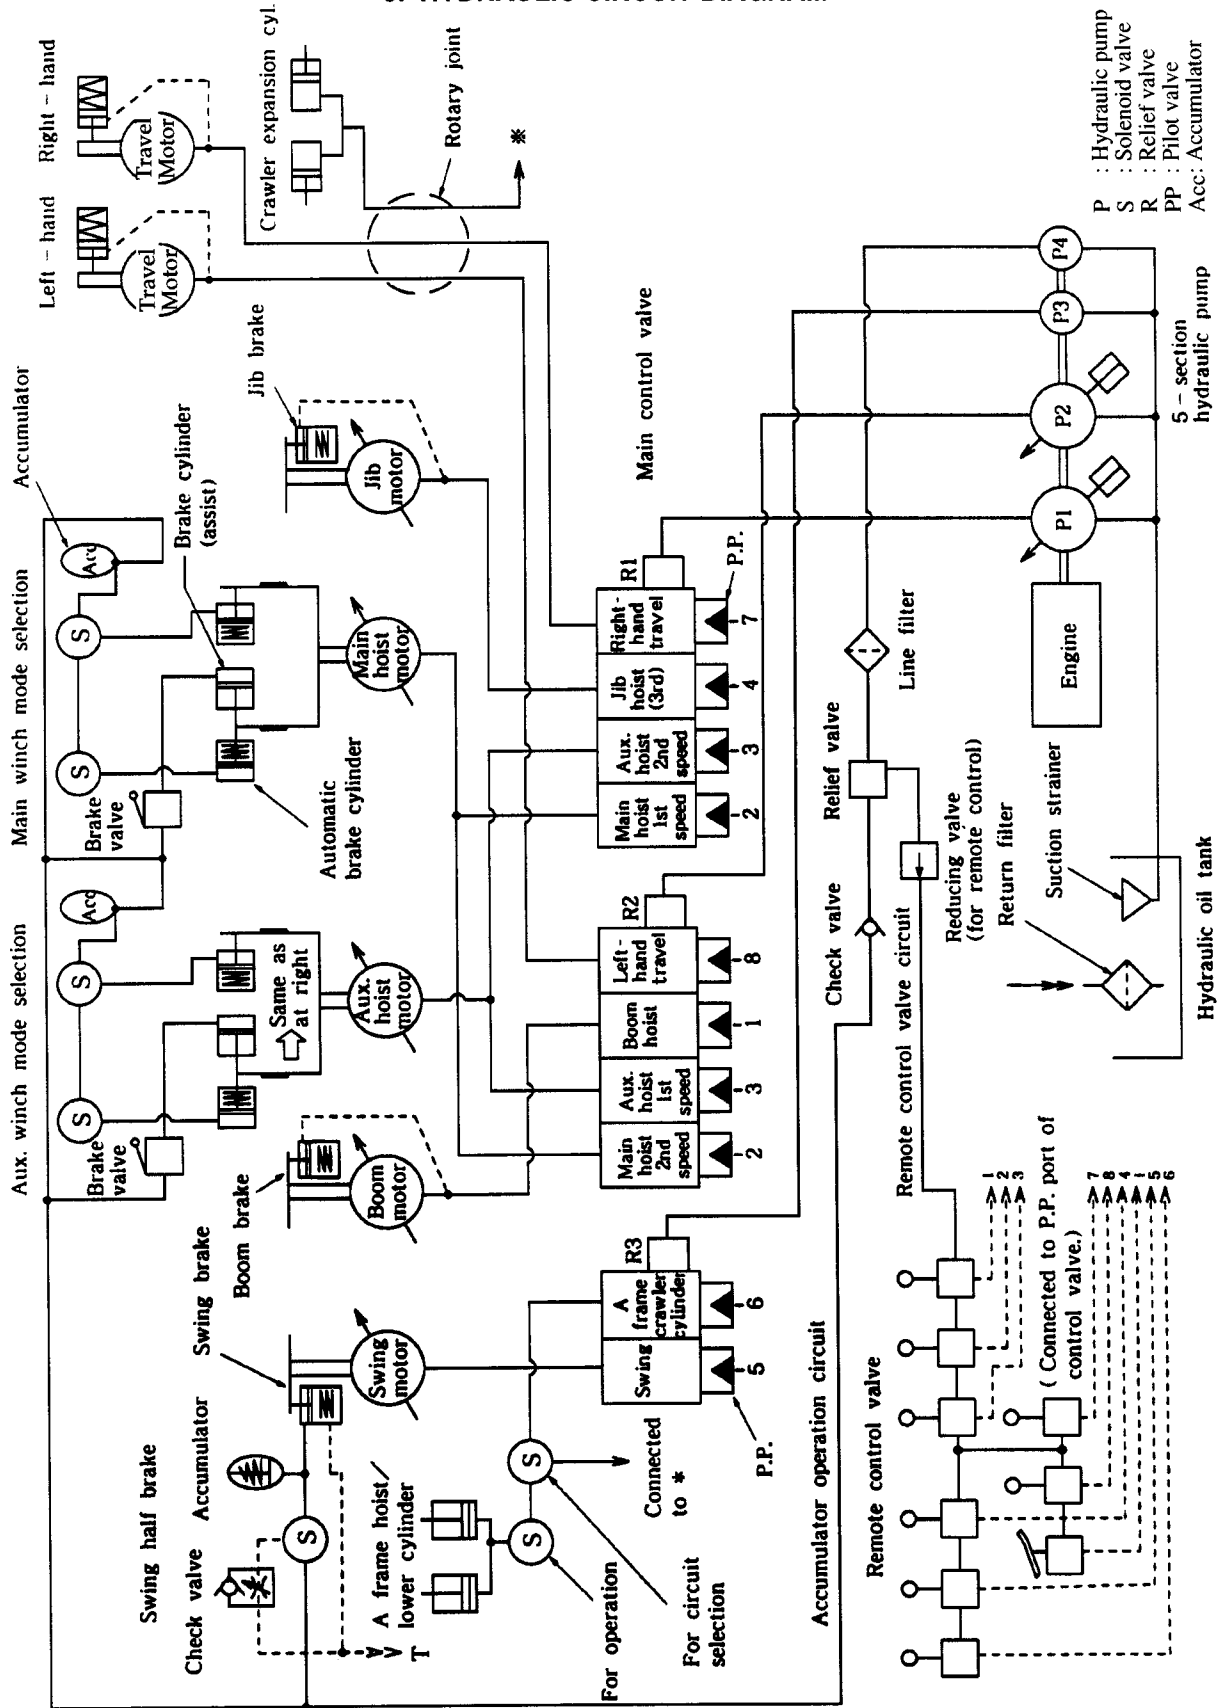 Aux. winch mode selection
Main winch mode selection
Accumulator
Left - hand
Right - hand
Swing half brake
Check valve
Accumulator
Swing brake
Boom brake
Brake
valve
S
S
Acc
Brake
valve
S
S
Acc
Brake cylinder
(assist)
Automatic
brake cylinder
Same as
at right
Jib brake
Travel
Motor
Travel
Motor
Crawler expansion cyl.
Rotary joint
*
S
T
A frame hoist/
lower cylinder
Swing
motor
Boom
motor
Aux.
hoist
motor
Main
hoist
motor
Jib
motor
S
S
For operation
For circuit
selection
Connected
to *
Main control valve
Swing
A
frame
crawler
cylinder
R3
Main
hoist
2nd
speed
Aux.
hoist
1st
speed
Boom
hoist
Left-
hand
travel
R2
Main
hoist
1st
speed
Aux.
hoist
2nd
speed
Jib
hoist
(3rd)
Right-
hand
travel
R1
5
6
2
3
1
8
2
3
4
7
P.P.
P.P.
Accumulator operation circuit
Check valve
Relief valve
Line filter
Remote control valve circuit
Reducing valve
(for remote control)
Return filter
Suction strainer
Hydraulic oil tank
Remote control valve
1
2
3
7
8
4
1
5
6
(Connected to P.P. port of
control valve.)
Engine
P1
P2
P3
P4
5 - section
hydraulic pump
P : Hydraulic pump
S : Solenoid valve
R : Relief valve
PP : Pilot valve
Acc: Accumulator